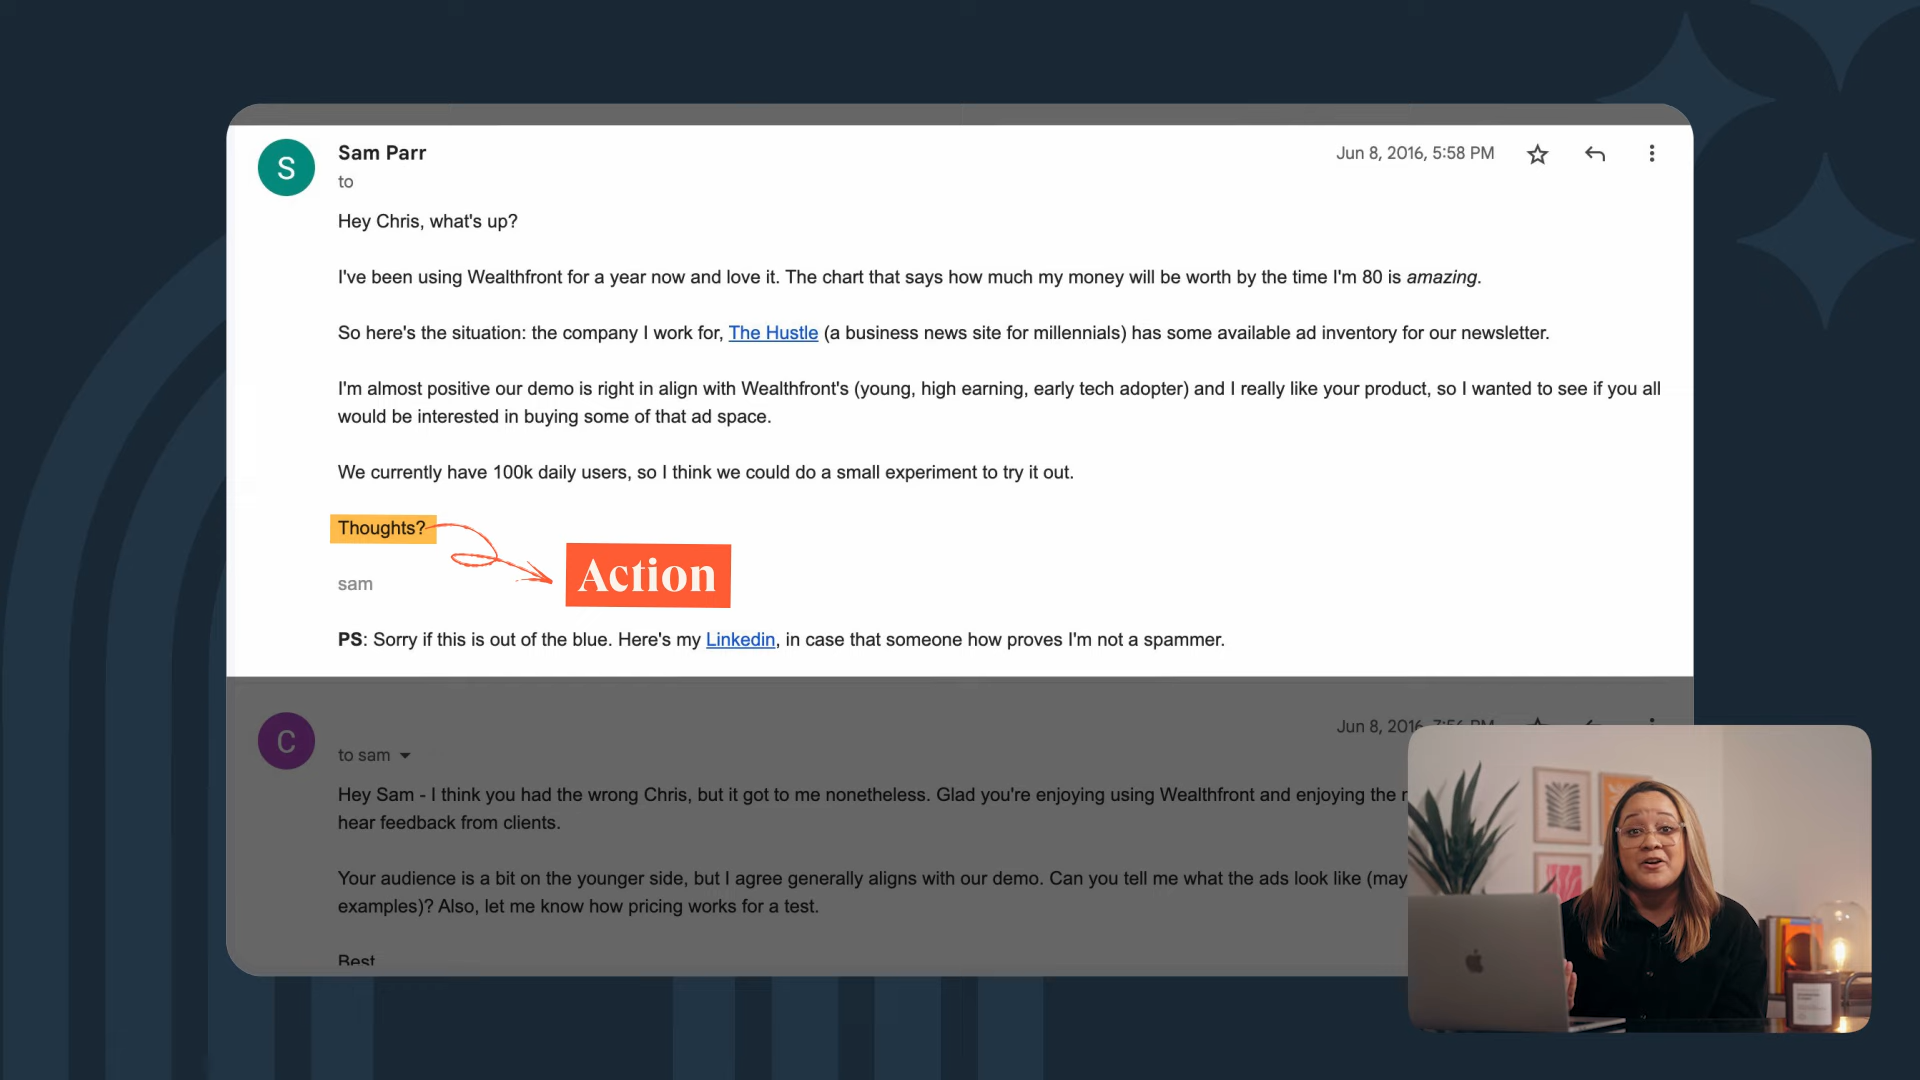 S
Sam Parr
Jun 8, 2016, 5:58 PM
to
Hey Chris, what's up?
I've been using Wealthfront for a year now and love it. The chart that says how much my money will be worth by the time I'm 80 is amazing.
So here's the situation: the company I work for, The Hustle (a business news site for millennials) has some available ad inventory for our newsletter.
I'm almost positive our demo is right in align with Wealthfront's (young, high earning, early tech adopter) and I really like your product, so I wanted to see if you all
would be interested in buying some of that ad space.
We currently have 100k daily users, so I think we could do a small experiment to try it out.
Thoughts?
Action
sam
PS: Sorry if this is out of the blue. Here's my Linkedin, in case that someone how proves I'm not a spammer.
C
Jun 8, 2016, 7:56 PM
to sam
Hey Sam - I think you had the wrong Chris, but it got to me nonetheless. Glad you're enjoying using Wealthfront and enjoying the
hear feedback from clients.
Your audience is a bit on the younger side, but I agree generally aligns with our demo. Can you tell me what the ads look like (may
examples)? Also, let me know how pricing works for a test.
Best